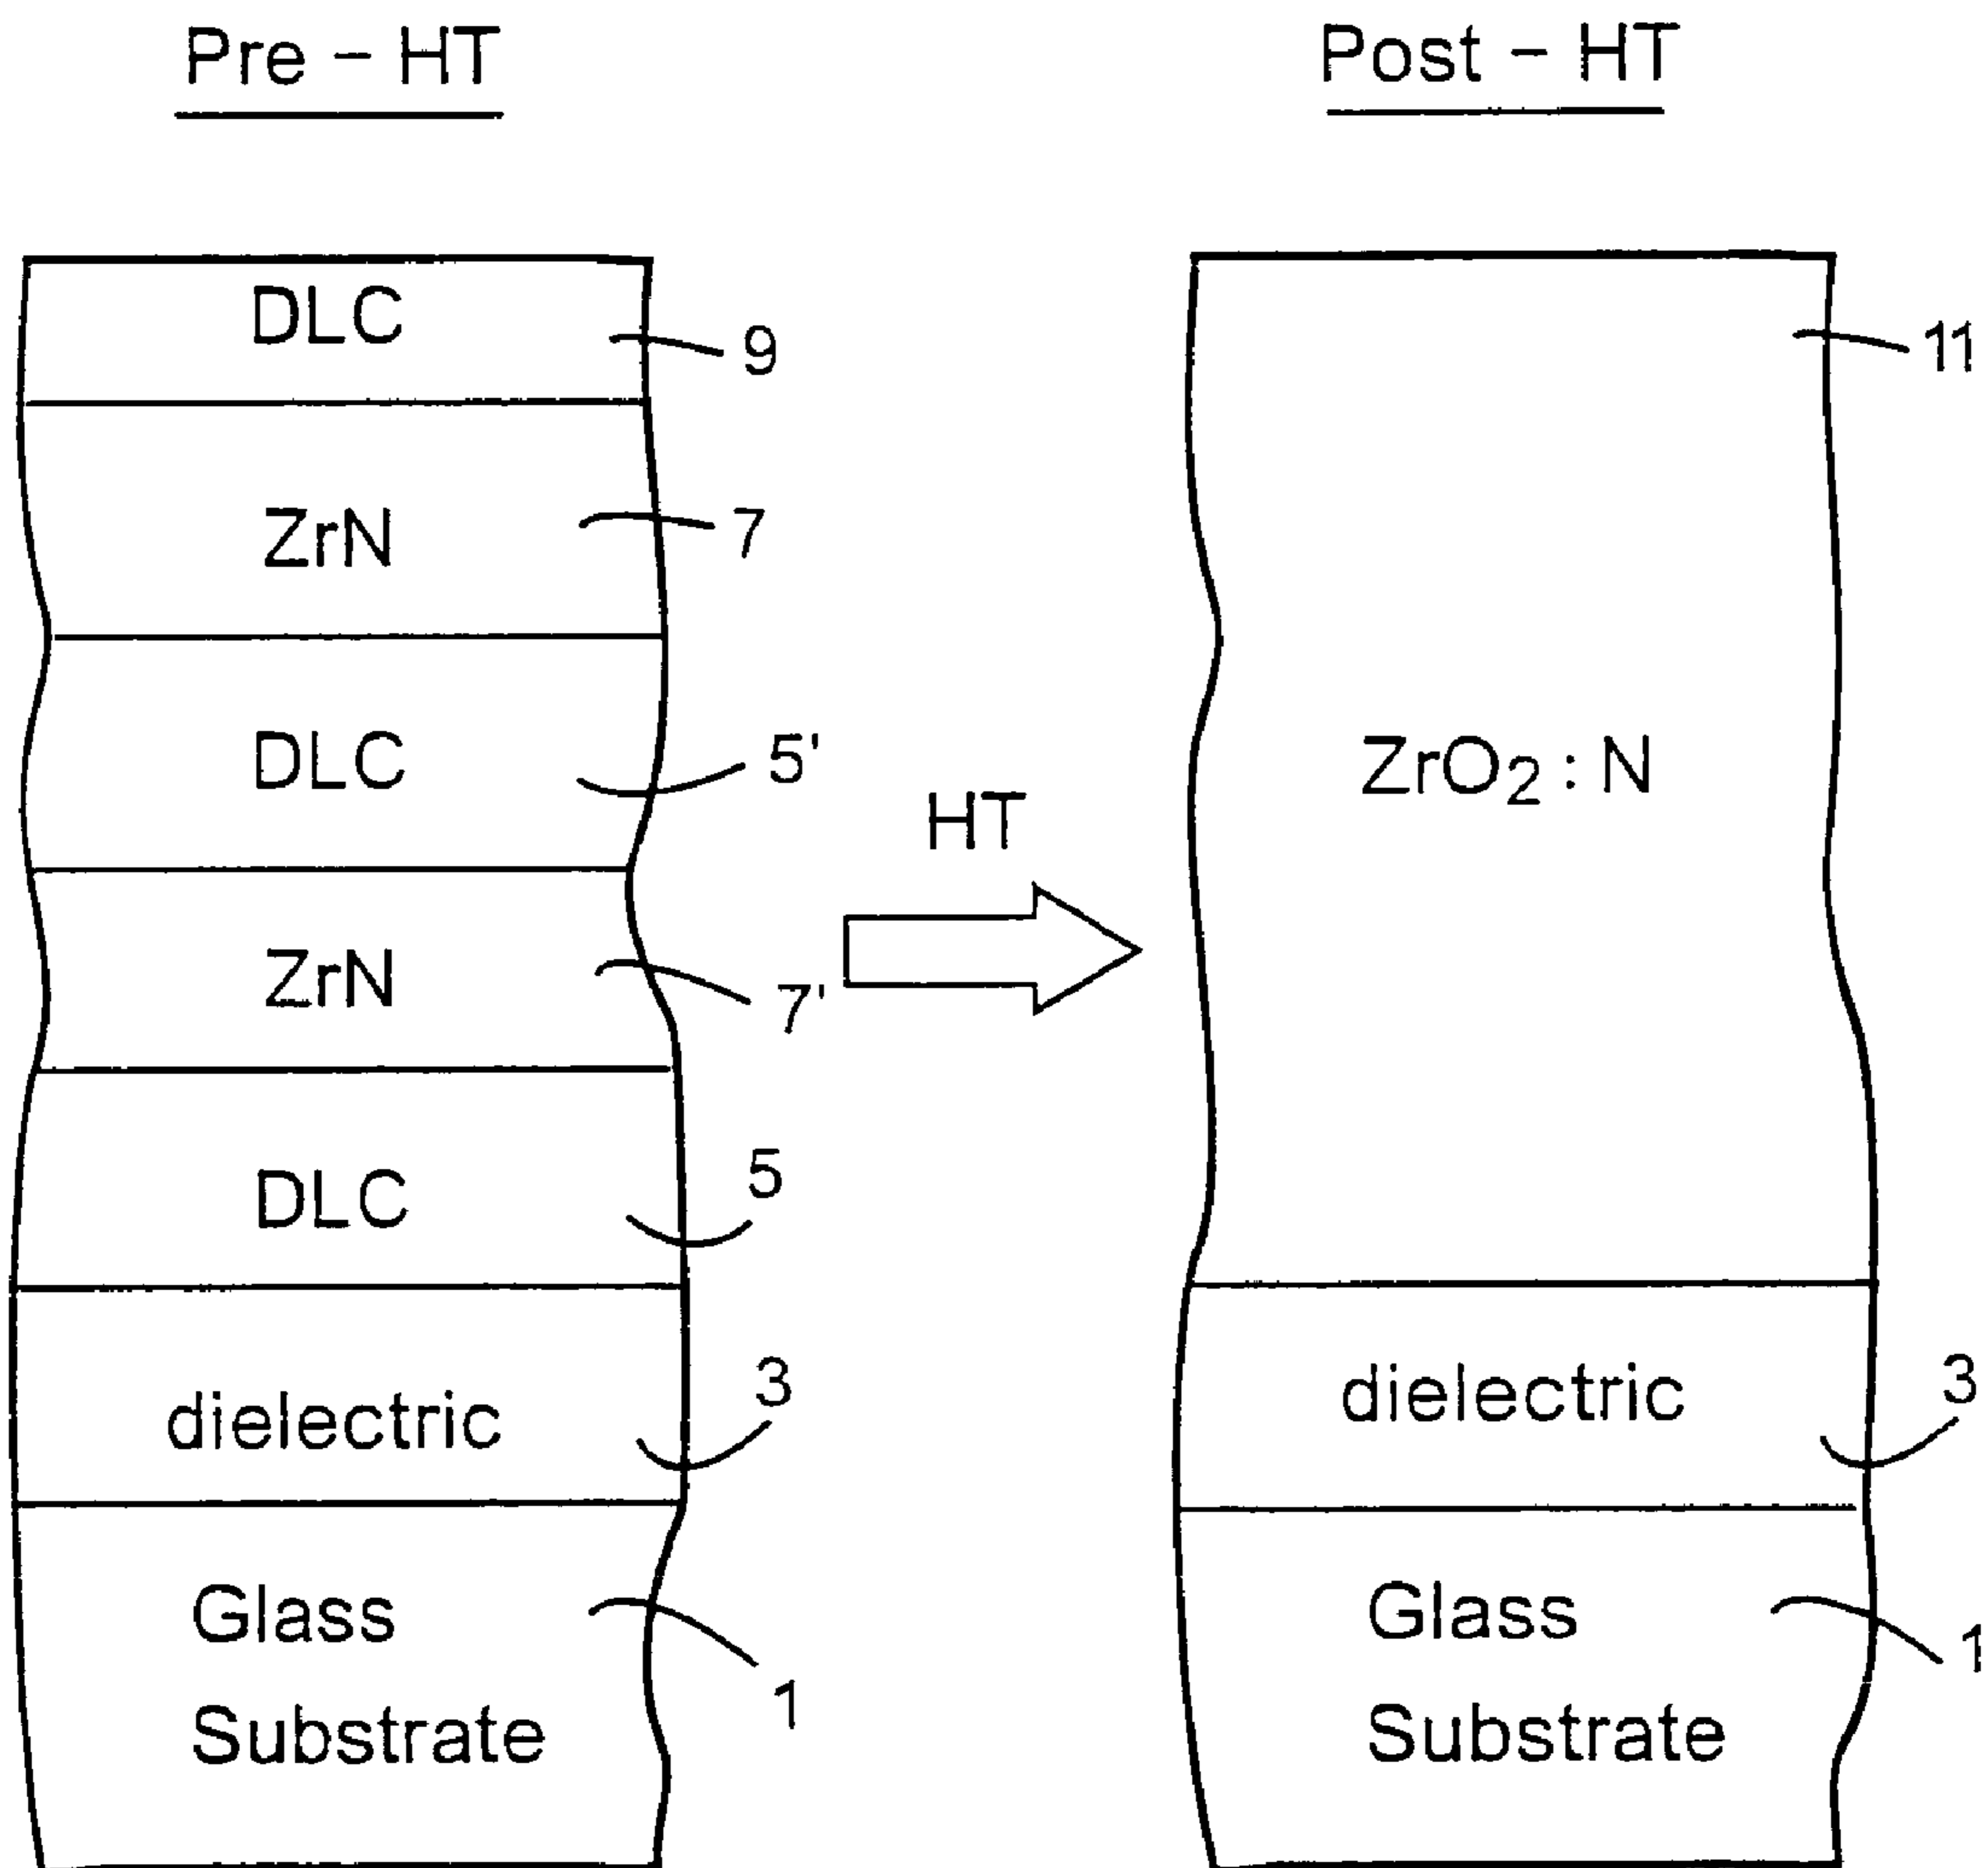 Pre – HT
DLC
9
ZrN
7
DLC
5'
ZrN
7'
DLC
5
dielectric
3
Glass
Substrate
1
HT
Post – HT
11
ZrO2 : N
dielectric
3
Glass
Substrate
1